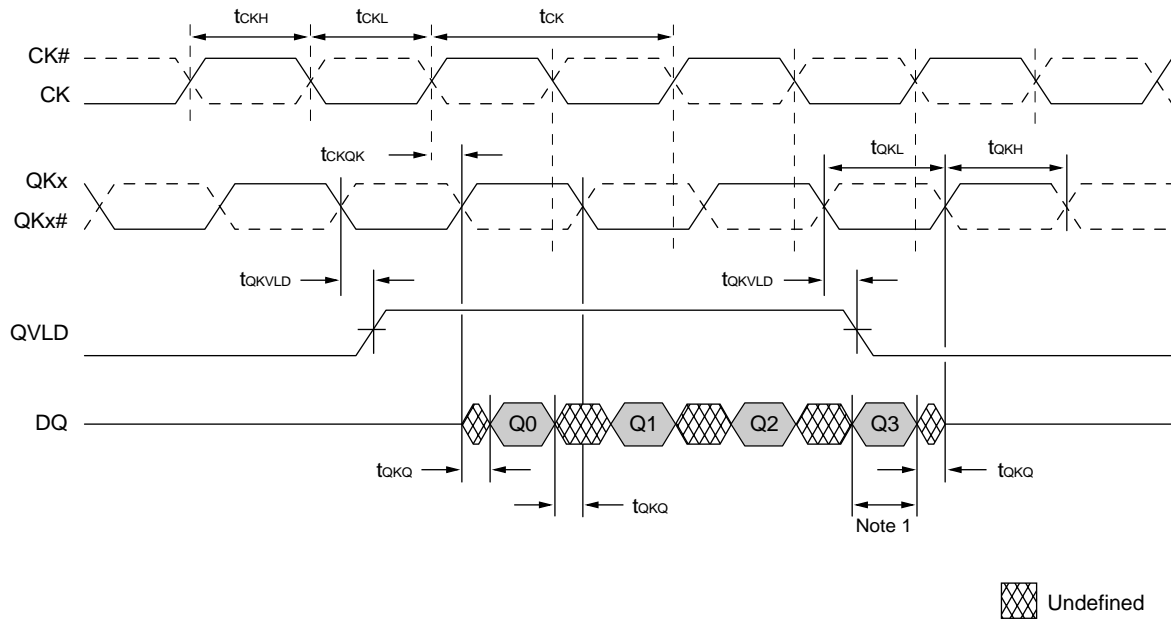 tCKH tCKL tCK
CK#
CK
tCKQK tQKL tQKH
QKx
QKx#
tQKVLD tQKVLD
QVLD
DQ Q0 Q1 Q2 Q3
tQKQ tQKQ tQKQ
Note 1
Undefined